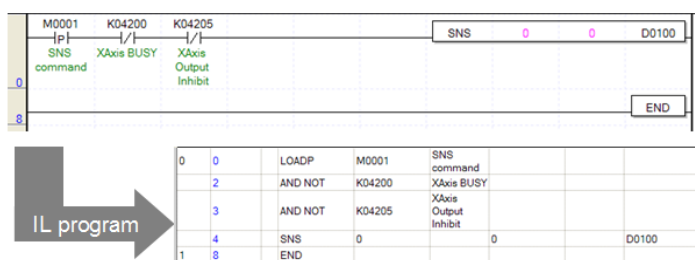 M0001 K04200 K04205
P
SNS 0 0 D0100
SNS command XAxis BUSY XAxis Output Inhibit
0
END
8
IL program
0 0 LOADP M0001 SNS command
2 AND NOT K04200 XAxis BUSY
3 AND NOT K04205 XAxis Output Inhibit
4 SNS 0 0 D0100
1 8 END